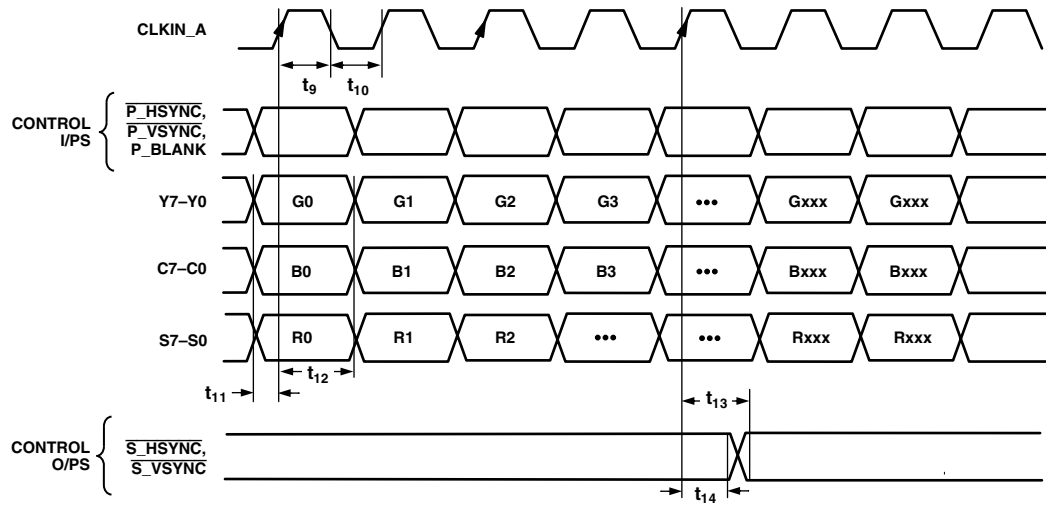 CLKIN_A
t9
t10
CONTROL I/PS
P_HSYNC,
P_VSYNC,
P_BLANK
Y7–Y0 G0 G1 G2 G3 ••• Gxxx Gxxx
C7–C0 B0 B1 B2 B3 ••• Bxxx Bxxx
S7–S0 R0 R1 R2 ••• ••• Rxxx Rxxx
t11
t12
t13
CONTROL O/PS
S_HSYNC,
S_VSYNC
t14